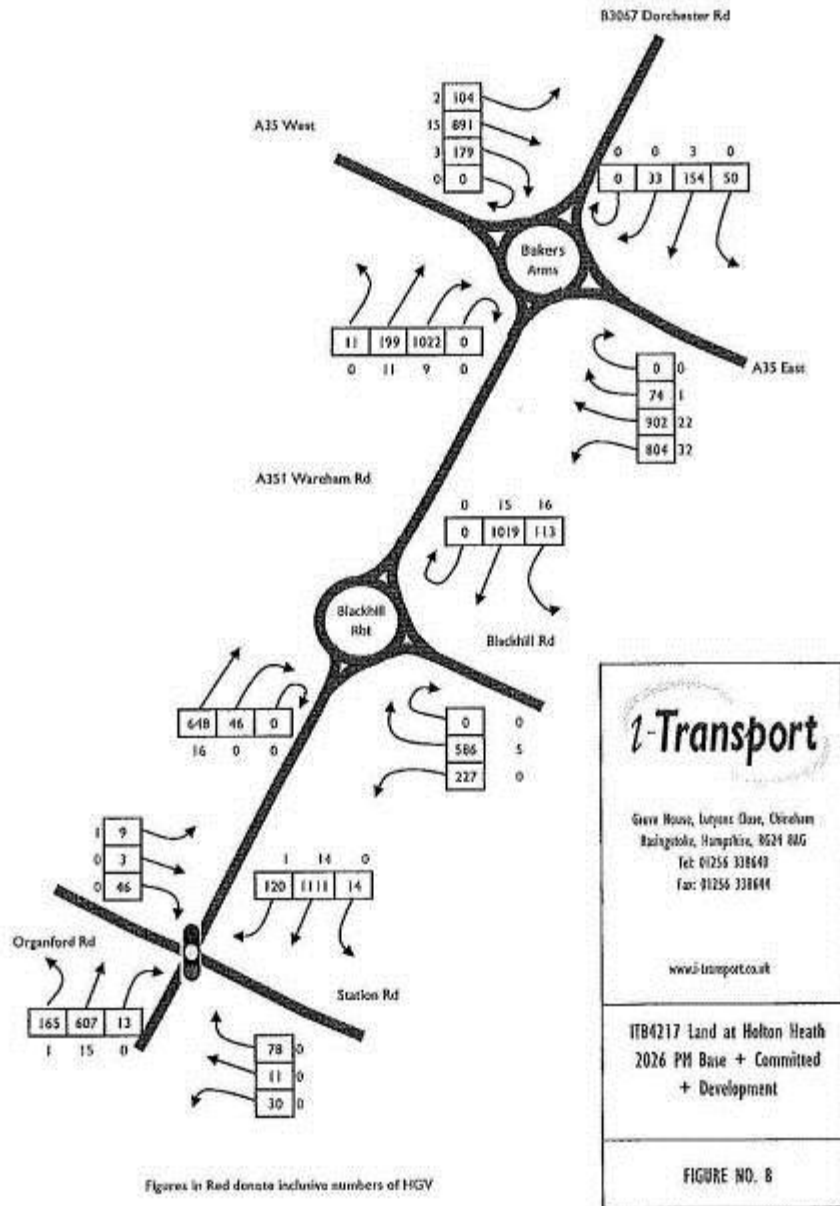 B3067 Dorchester Rd
A35 West
2 104
15 891
3 179
0 0
0 0 3 0
0 33 154 50
Bakers
Arms
11 199 1022 0
0 11 9 0
A35 East
0 0
74 1
902 22
804 32
A351 Wareham Rd
0 15 16
0 1019 113
Blackhill
Rbt
Blackhill Rd
648 46 0
16 0 0
0 0
586 5
227 0
1 9
0 3
0 46
1 14 0
120 1111 14
Organford Rd
Station Rd
165 607 13
1 15 0
78 0
11 0
30 0
Figures in Red donate inclusive numbers of HGV
i-Transport
Grove House, Lutyens Close, Chineham
Basingstoke, Hampshire, RG24 8AG
Tel: 01256 338640
Fax: 01256 338644
www.i-transport.co.uk
ITB4217 Land at Holton Heath
2026 PM Base + Committed
+ Development
FIGURE NO. 8